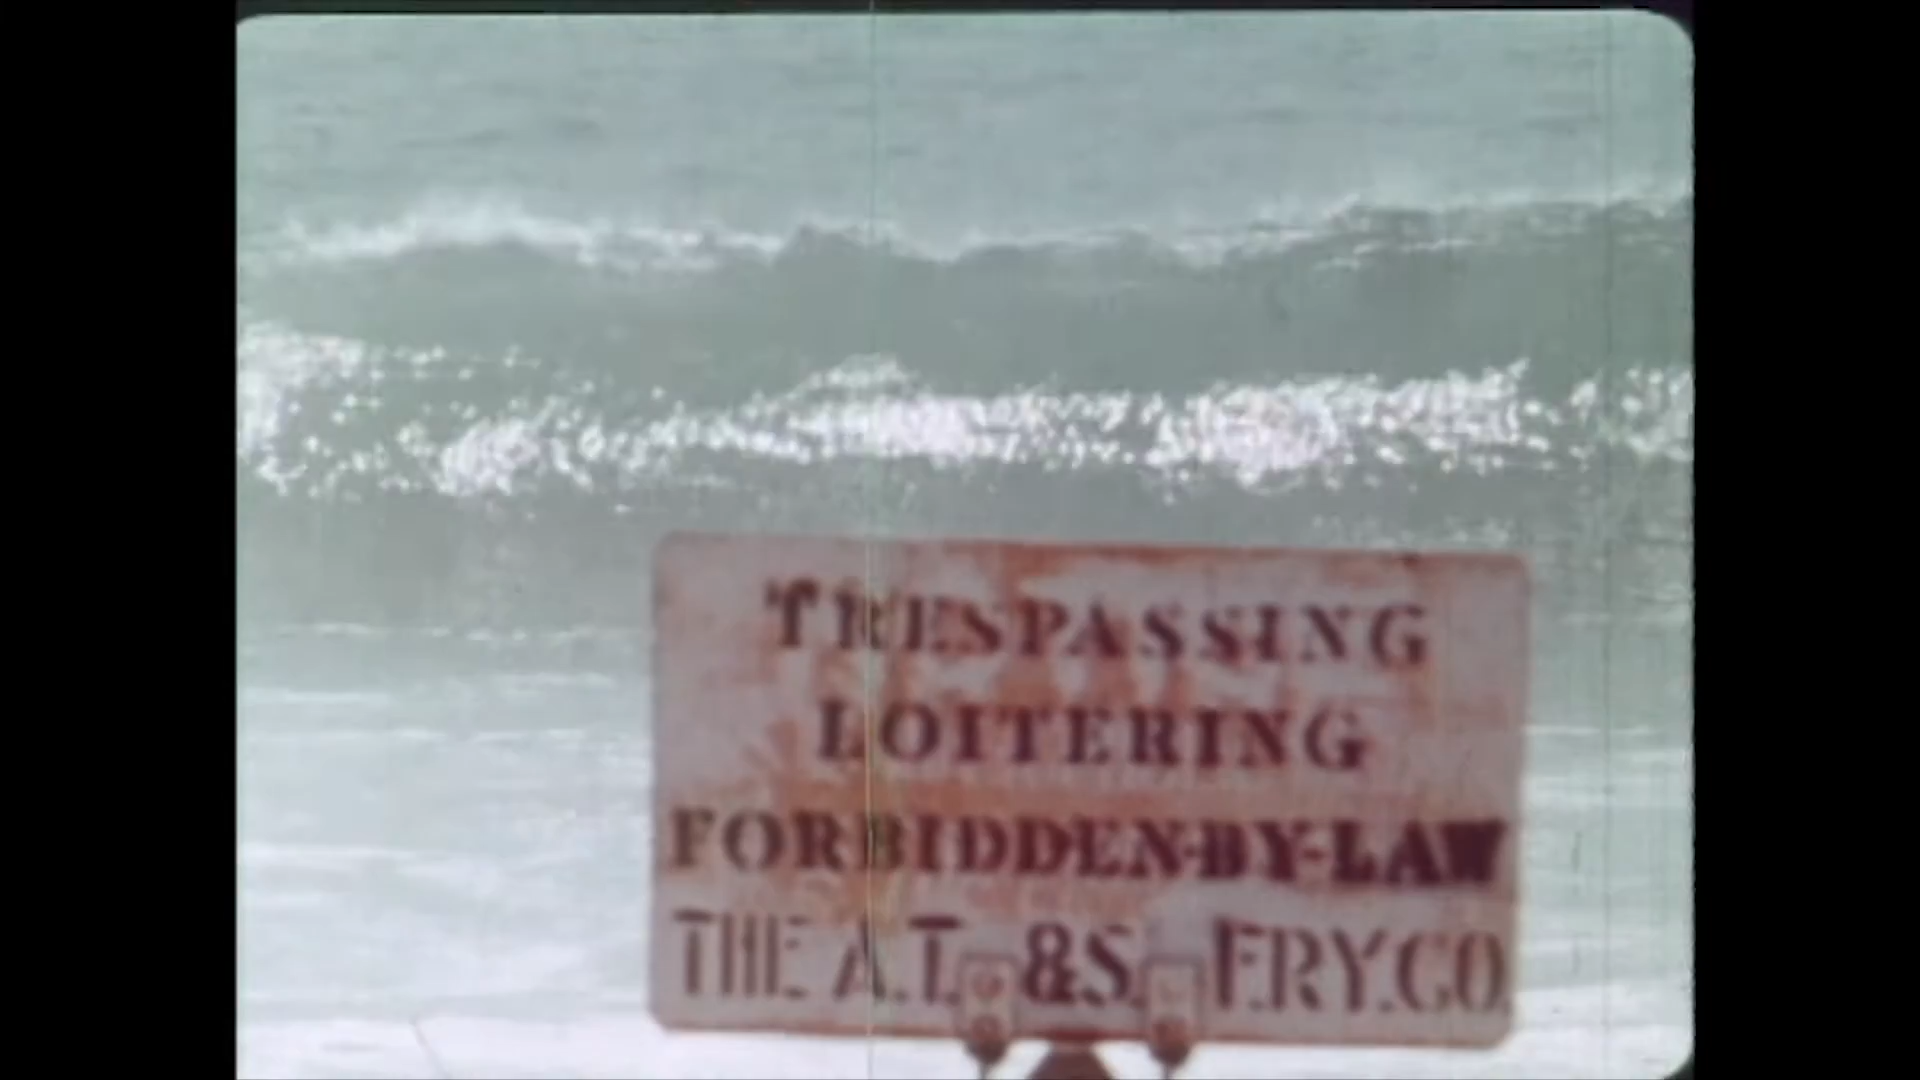 TRESPASSING
LOITERING
FORBIDDEN-BY-LAW
THE A.T. &S. F.RY.CO.